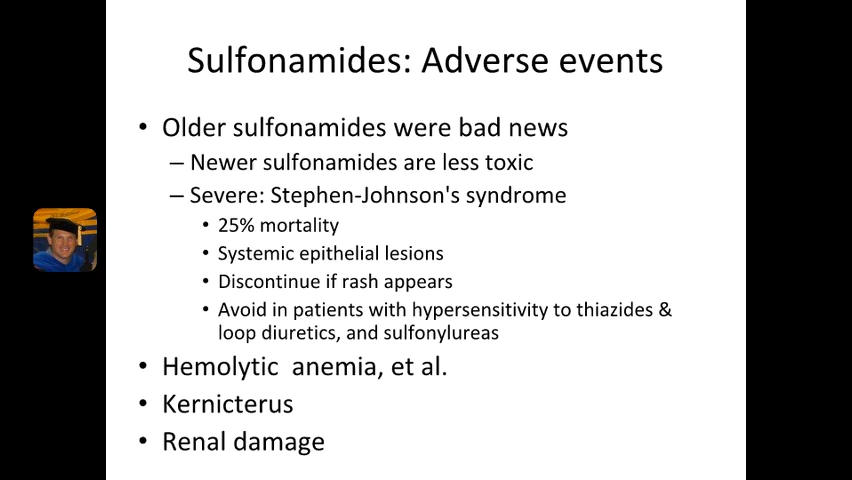 Sulfonamides: Adverse events
• Older sulfonamides were bad news
– Newer sulfonamides are less toxic
– Severe: Stephen-Johnson's syndrome
• 25% mortality
• Systemic epithelial lesions
• Discontinue if rash appears
• Avoid in patients with hypersensitivity to thiazides &
loop diuretics, and sulfonylureas
• Hemolytic  anemia, et al.
• Kernicterus
• Renal damage